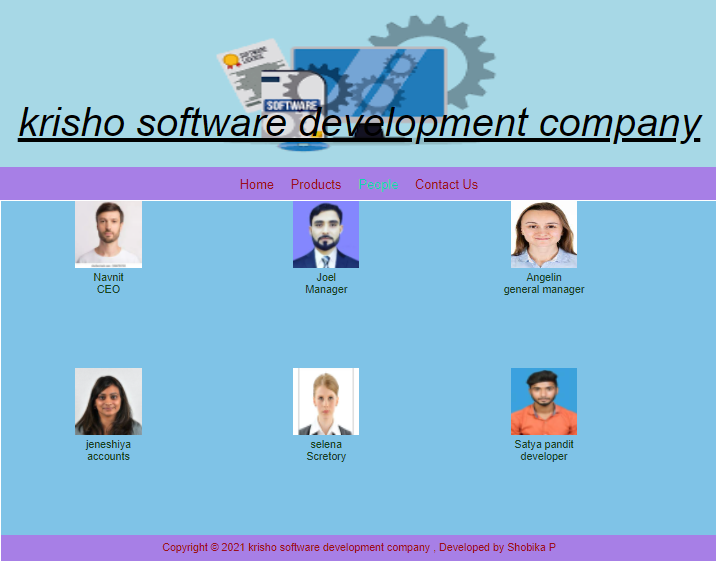 SOFTWARE
LICENSE
SOFTWARE
krisho software development company
Home Products People Contact Us
Navnit
CEO
Joel
Manager
Angelin
general manager
jeneshiya
accounts
selena
Scretory
Satya pandit
developer
Copyright © 2021 krisho software development company , Developed by Shobika P